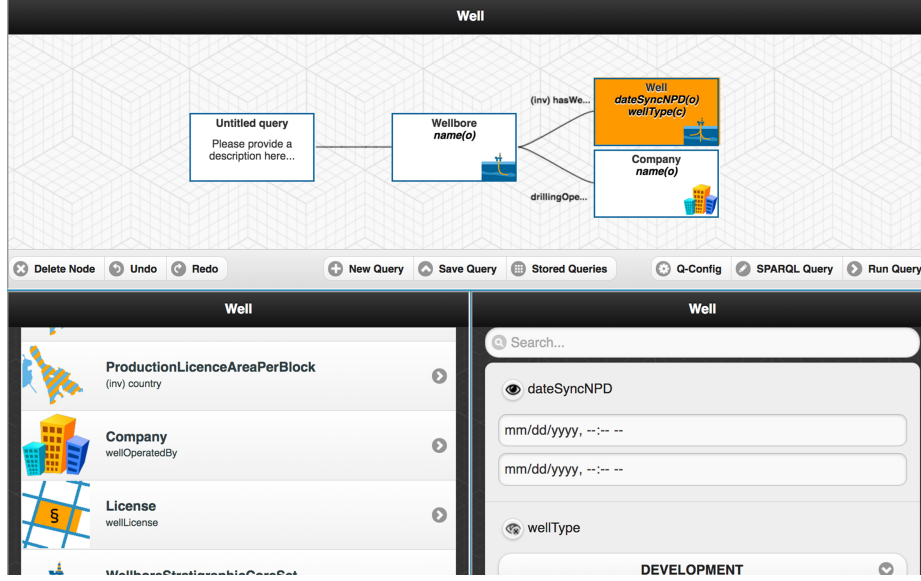 Well
Untitled query
Please provide a
description here...
Wellbore
name(o)
(inv) hasWe...
Well
dateSyncNPD(o)
wellType(c)
Company
name(o)
drillingOpe...
Delete Node
Undo
Redo
New Query
Save Query
Stored Queries
Q-Config
SPARQL Query
Run Query
Well
ProductionLicenceAreaPerBlock
(inv) country
Company
wellOperatedBy
License
wellLicense
§
WellboreStratigraphicCoreSet
Well
Search...
dateSyncNPD
mm/dd/yyyy, --:-- --
mm/dd/yyyy, --:-- --
wellType
DEVELOPMENT